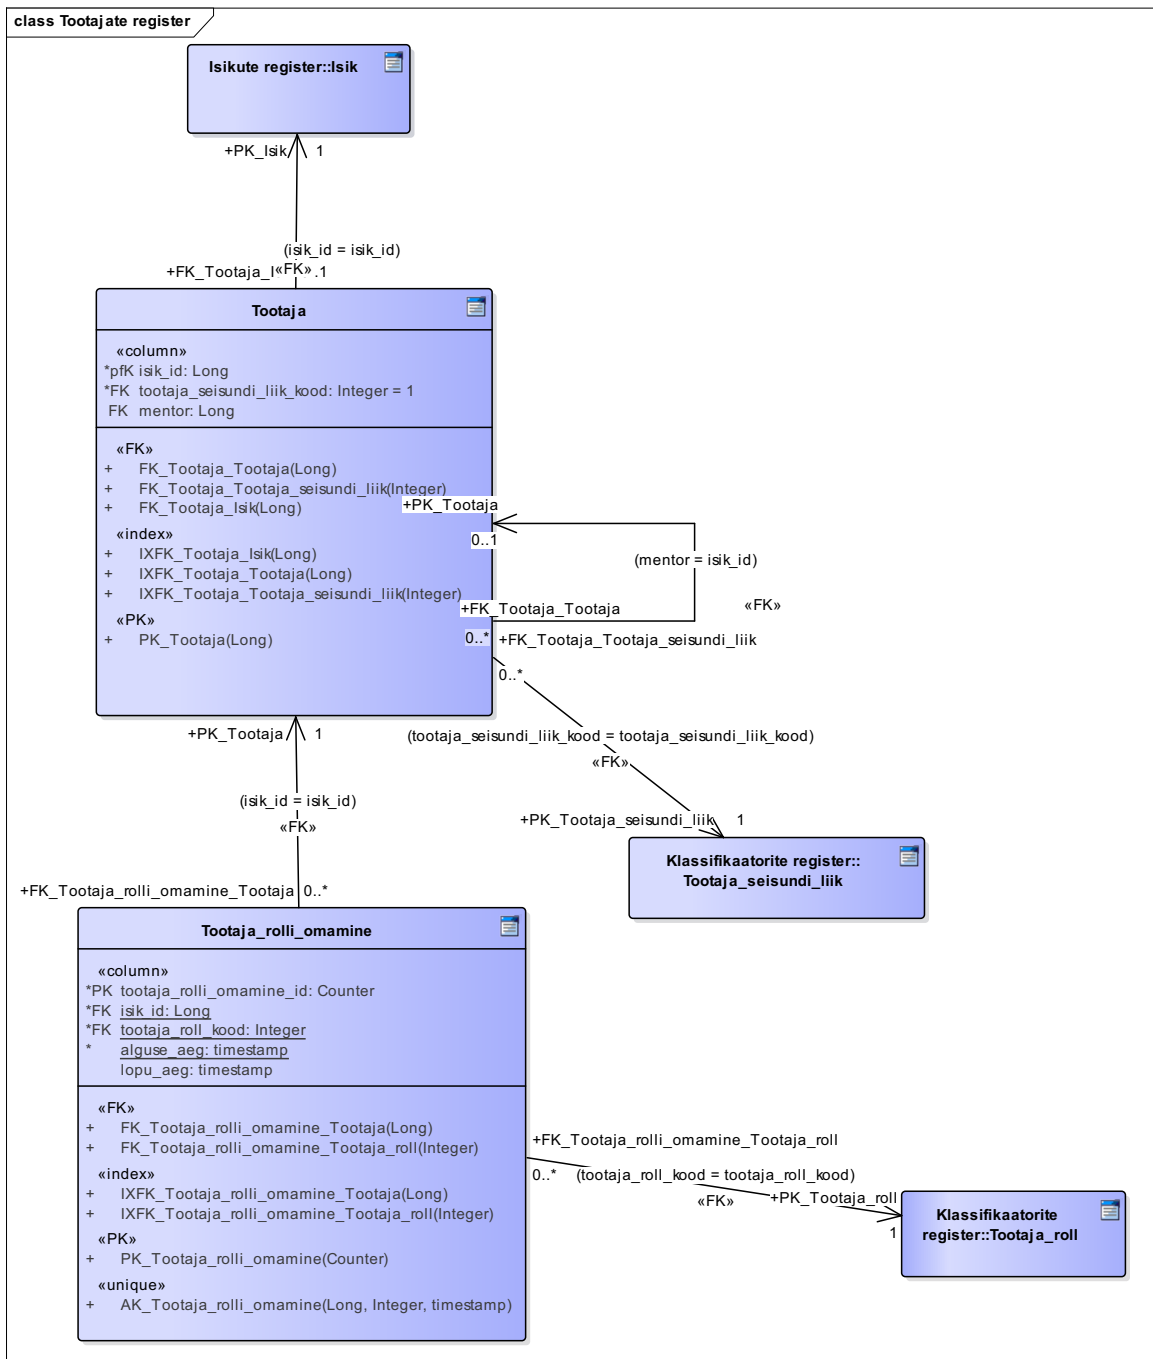 class Tootajate register
Isikute register::Isik
+PK_Isik
1
(isik_id = isik_id)
+FK_Tootaja_I
«FK»
..1
Tootaja
«column»
*pfK isik_id: Long
*FK tootaja_seisundi_liik_kood: Integer = 1
FK mentor: Long
«FK»
+ FK_Tootaja_Tootaja(Long)
+ FK_Tootaja_Tootaja_seisundi_liik(Integer)
+ FK_Tootaja_Isik(Long)
«index»
+ IXFK_Tootaja_Isik(Long)
+ IXFK_Tootaja_Tootaja(Long)
+ IXFK_Tootaja_Tootaja_seisundi_liik(Integer)
«PK»
+ PK_Tootaja(Long)
+PK_Tootaja
0..1
(mentor = isik_id)
«FK»
+FK_Tootaja_Tootaja
0..*
+FK_Tootaja_Tootaja_seisundi_liik
0..*
(tootaja_seisundi_liik_kood = tootaja_seisundi_liik_kood)
«FK»
+PK_Tootaja_seisundi_liik
1
Klassifikaatorite register::
Tootaja_seisundi_liik
+PK_Tootaja
1
(isik_id = isik_id)
«FK»
+FK_Tootaja_rolli_omamine_Tootaja
0..*
Tootaja_rolli_omamine
«column»
*PK tootaja_rolli_omamine_id: Counter
*FK isik_id: Long
*FK tootaja_roll_kood: Integer
* alguse_aeg: timestamp
lopu_aeg: timestamp
«FK»
+ FK_Tootaja_rolli_omamine_Tootaja(Long)
+ FK_Tootaja_rolli_omamine_Tootaja_roll(Integer)
«index»
+ IXFK_Tootaja_rolli_omamine_Tootaja(Long)
+ IXFK_Tootaja_rolli_omamine_Tootaja_roll(Integer)
«PK»
+ PK_Tootaja_rolli_omamine(Counter)
«unique»
+ AK_Tootaja_rolli_omamine(Long, Integer, timestamp)
+FK_Tootaja_rolli_omamine_Tootaja_roll
0..*
(tootaja_roll_kood = tootaja_roll_kood)
«FK»
+PK_Tootaja_roll
1
Klassifikaatorite
register::Tootaja_roll